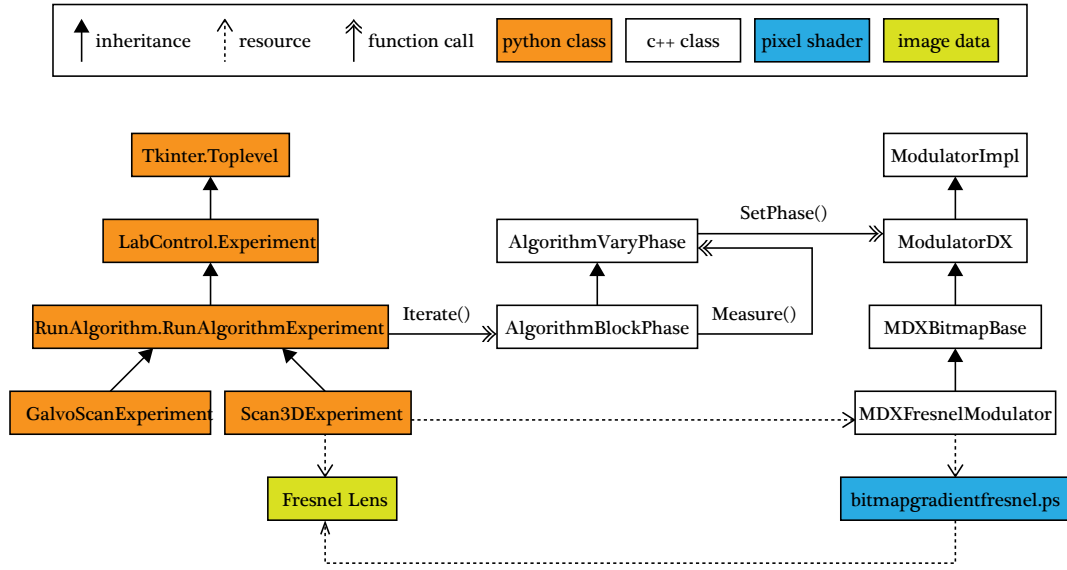 inheritance
resource
function call
python class
c++ class
pixel shader
image data
Tkinter.Toplevel
ModulatorImpl
SetPhase()
LabControl.Experiment
AlgorithmVaryPhase
ModulatorDX
RunAlgorithm.RunAlgorithmExperiment
Iterate()
AlgorithmBlockPhase
Measure()
MDXBitmapBase
GalvoScanExperiment
Scan3DExperiment
MDXFresnelModulator
Fresnel Lens
bitmapgradientfresnel.ps